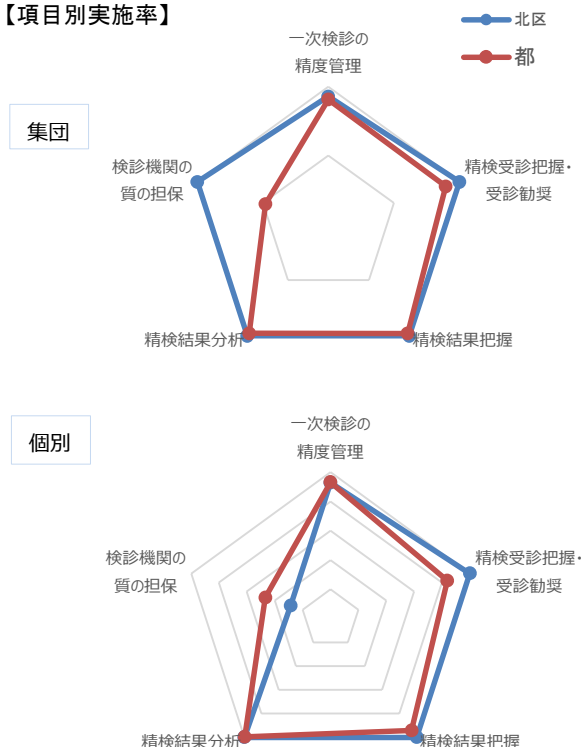 【項目別実施率】
北区
都
集団
一次検診の
精度管理
精検受診把握・
受診勧奨
精検結果把握
精検結果分析
検診機関の
質の担保
個別
一次検診の
精度管理
精検受診把握・
受診勧奨
精検結果把握
精検結果分析
検診機関の
質の担保